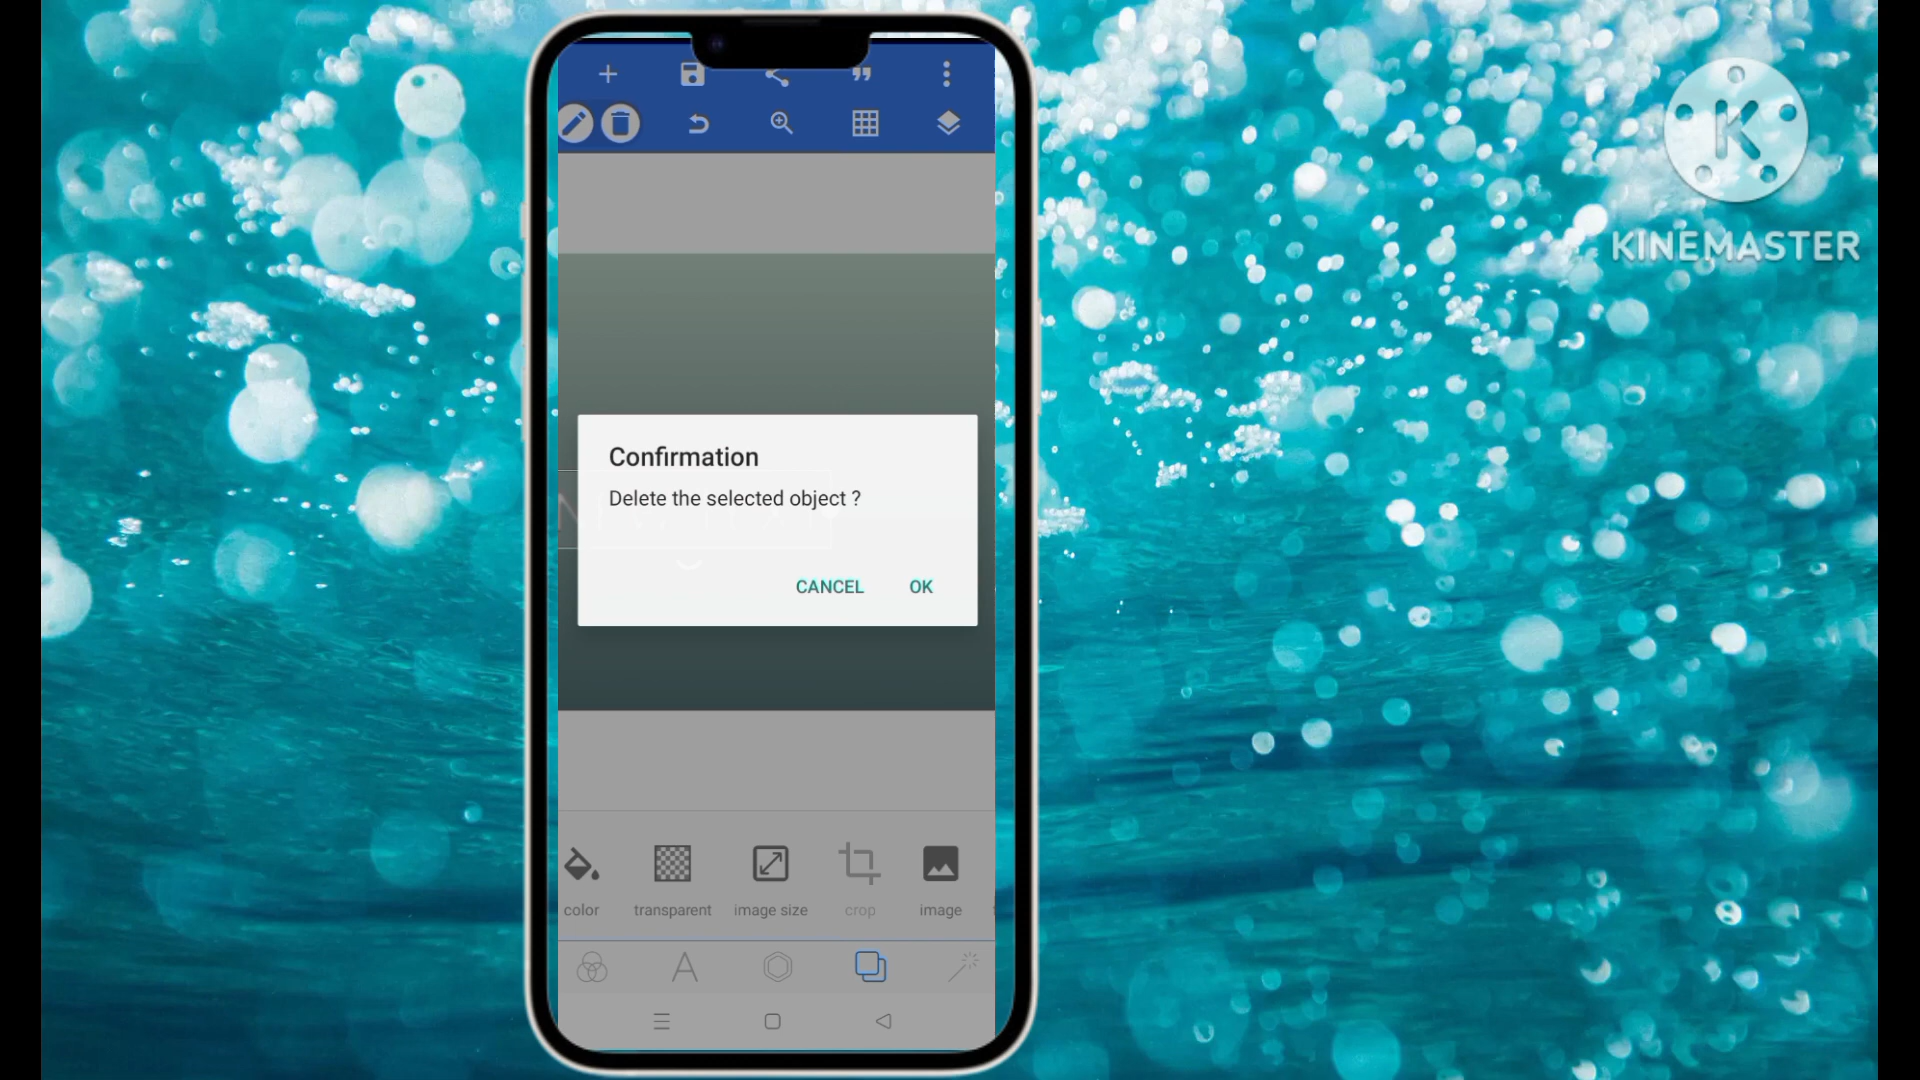 KINEMASTER
Confirmation
Delete the selected object ?
CANCEL
OK
color
transparent
image size
crop
image